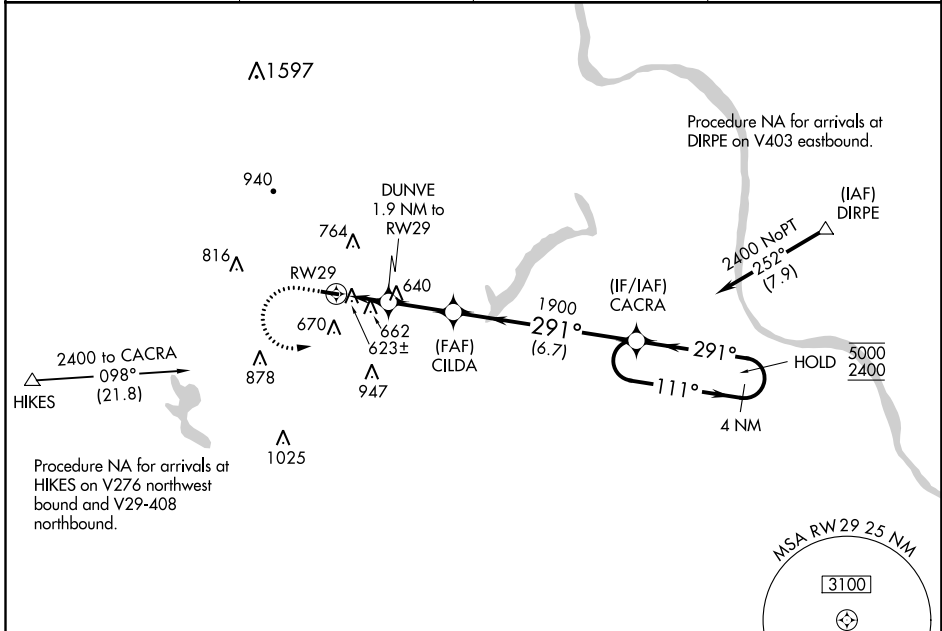 1597
Procedure NA for arrivals at
DIRPE on V403 eastbound.
940
DUNVE
1.9 NM to
RW29
(IAF)
DIRPE
764
2400 NoPT
252°
(7.9)
816
RW29
640
(IF/IAF)
CACRA
1900
291°
(6.7)
670
662
623±
(FAF)
CILDA
291°
HOLD
5000
2400
2400 to CACRA
098°
(21.8)
HIKES
878
947
111°
4 NM
1025
Procedure NA for arrivals at
HIKES on V276 northwest
bound and V29-408
northbound.
MSA RW 29 25 NM
3100